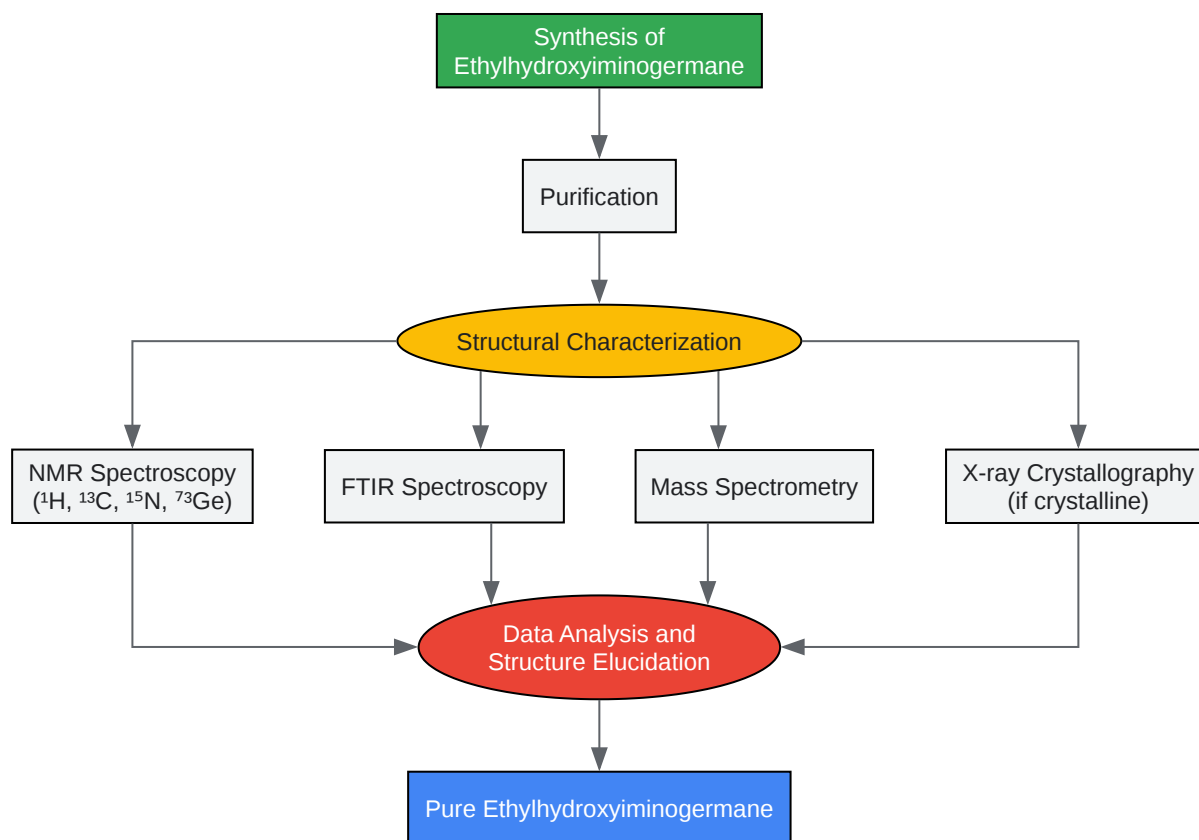 Synthesis of
Ethylhydroxyiminogermane
Purification
Structural Characterization
NMR Spectroscopy
(¹H, ¹³C, ¹⁵N, ⁷³Ge)
FTIR Spectroscopy
Mass Spectrometry
X-ray Crystallography
(if crystalline)
Data Analysis and
Structure Elucidation
Pure Ethylhydroxyiminogermane